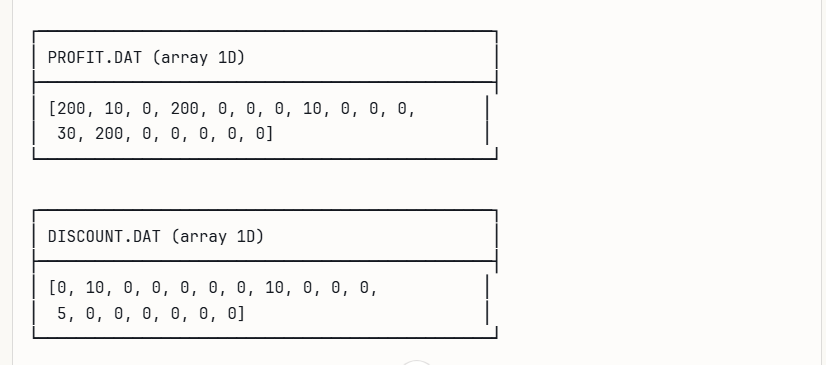 PROFIT.DAT (array 1D)
[200, 10, 0, 200, 0, 0, 0, 10, 0, 0, 0,
30, 200, 0, 0, 0, 0, 0]
DISCOUNT.DAT (array 1D)
[0, 10, 0, 0, 0, 0, 0, 10, 0, 0, 0,
5, 0, 0, 0, 0, 0, 0]